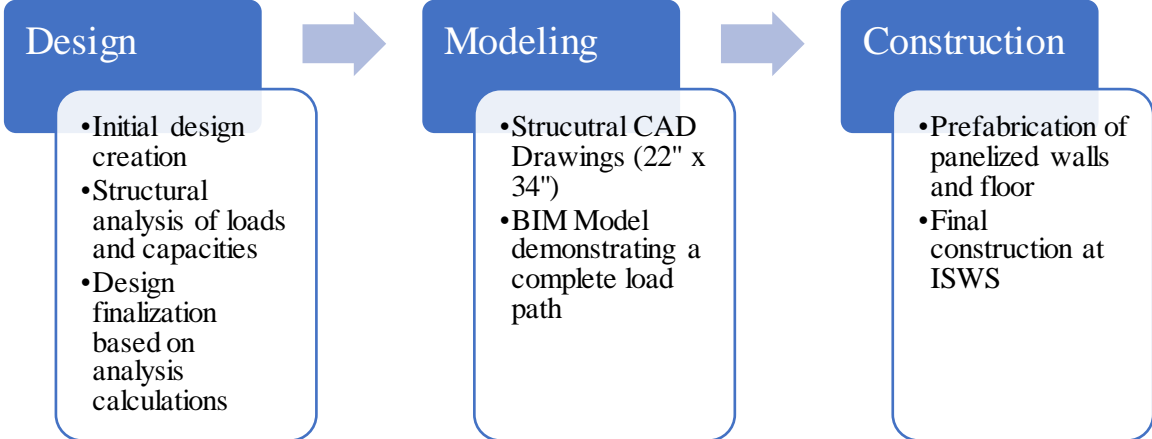 Design
•Initial design
creation
•Structural
analysis of loads
and capacities
•Design
finalization
based on
analysis
calculations
Modeling
•Strucutral CAD
Drawings (22" x
34")
•BIM Model
demonstrating a
complete load
path
Construction
•Prefabrication of
panelized walls
and floor
•Final
construction at
ISWS